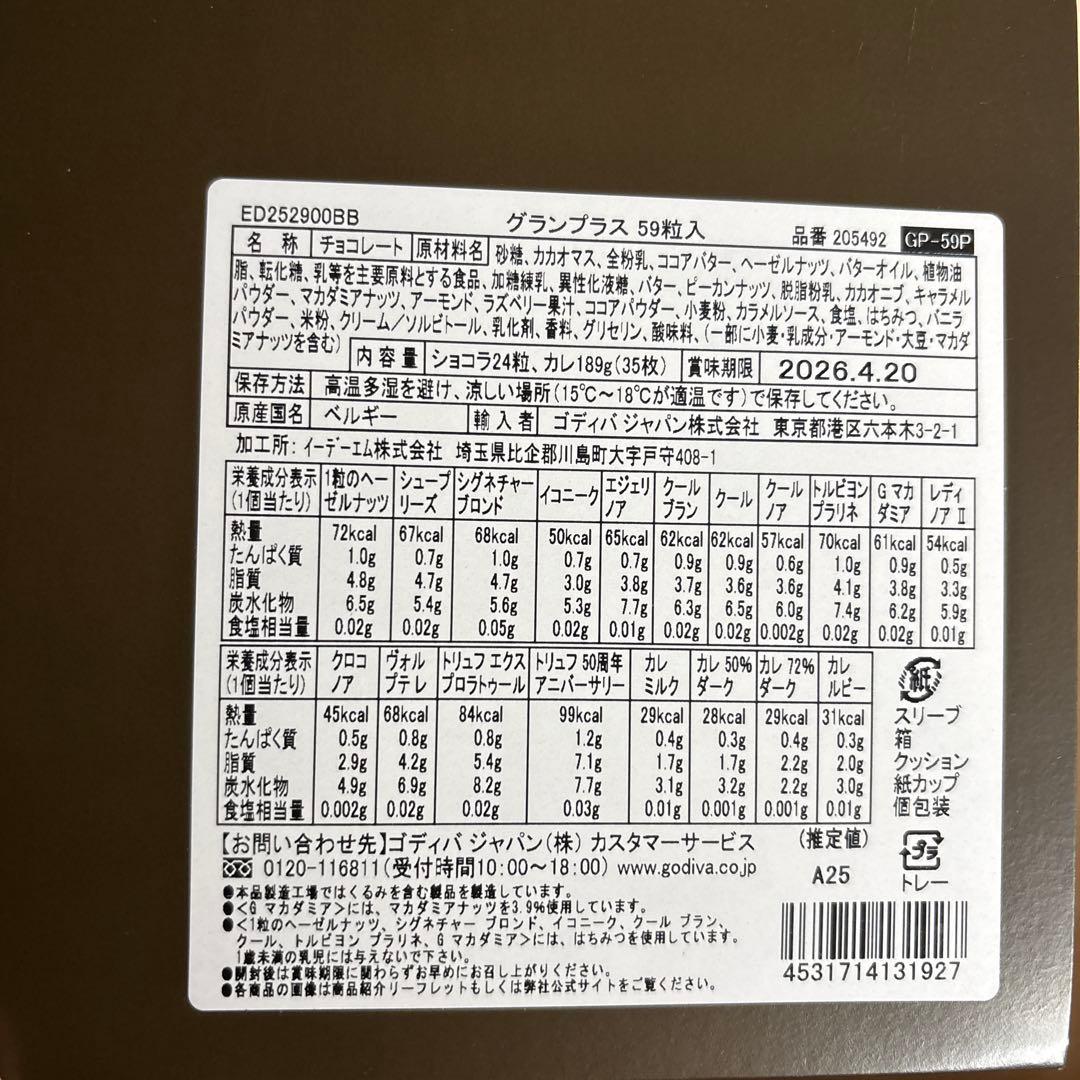 ED252900BB
グランプラス 59粒入
品番 205492 GP-59P
名 称 チョコレート 原材料名 砂糖、カカオマス、全粉乳、ココアバター、ヘーゼルナッツ、バターオイル、植物油
脂、転化糖、乳等を主要原料とする食品、加糖練乳、異性化液糖、バター、ピーカンナッツ、脱脂粉乳、カカオニブ、キャラメル
パウダー、マカダミアナッツ、アーモンド、ラズベリー果汁、ココアパウダー、小麦粉、カラメルソース、食塩、はちみつ、バニラ
パウダー、米粉、クリーム／ソルビトール、乳化剤、香料、グリセリン、酸味料、(一部に小麦・乳成分・アーモンド・大豆・マカダ
ミアナッツを含む)
内 容 量 ショコラ24粒、カレ189g(35枚) 賞味期限 2026.4.20
保存方法 高温多湿を避け、涼しい場所(15℃～18℃が適温です)で保存してください。
原産国名 ベルギー 輸 入 者 ゴディバ ジャパン株式会社 東京都港区六本木3-2-1
加工所: イーデーエム株式会社 埼玉県比企郡川島町大字戸守408-1
栄養成分表示 1粒のヘー シュープ シグネチャー イコニーク エジェリ クール クール クール トルビヨン G マカ レディ
(1個当たり) ゼルナッツ リーズ ブロンド ノア ブラン ノア プラリネ ダミア ノア Ⅱ
熱量 72kcal 67kcal 68kcal 50kcal 65kcal 62kcal 62kcal 57kcal 70kcal 61kcal 54kcal
たんぱく質 1.0g 0.7g 1.0g 0.7g 0.7g 0.9g 0.9g 0.6g 1.0g 0.9g 0.5g
脂質 4.8g 4.7g 4.7g 3.0g 3.8g 3.7g 3.6g 3.6g 4.1g 3.8g 3.3g
炭水化物 6.5g 5.4g 5.6g 5.3g 7.7g 6.3g 6.5g 6.0g 7.4g 6.2g 5.9g
食塩相当量 0.02g 0.02g 0.05g 0.02g 0.01g 0.02g 0.02g 0.002g 0.02g 0.02g 0.01g
栄養成分表示 クロコ ヴォル トリュフ エクス トリュフ 50周年 カレ カレ 50% カレ 72% カレ
(1個当たり) ノア プテ レ プロラトゥール アニバーサリー ミルク ダーク ダーク ルビー
熱量 45kcal 68kcal 84kcal 99kcal 29kcal 28kcal 29kcal 31kcal
たんぱく質 0.5g 0.8g 0.8g 1.2g 0.4g 0.3g 0.4g 0.3g
脂質 2.9g 4.2g 5.4g 7.1g 1.7g 1.7g 2.2g 2.0g
炭水化物 4.9g 6.9g 8.2g 7.7g 3.1g 3.2g 2.2g 3.0g
食塩相当量 0.002g 0.02g 0.02g 0.03g 0.01g 0.001g 0.001g 0.01g
紙
スリーブ
箱
クッション
紙カップ
個包装
(推定値)
【お問い合わせ先】ゴディバ ジャパン(株) カスタマーサービス
0120-116811(受付時間10:00～18:00) www.godiva.co.jp
A25
プラ
トレー
●本品製造工場ではくるみを含む製品を製造しています。
●<G マカダミア>には、マカダミアナッツを3.9%使用しています。
●<1粒のヘーゼルナッツ、シグネチャー ブロンド、イコニーク、クール ブラン、
クール、トルビヨン プラリネ、G マカダミア>には、はちみつを使用しています。
1歳未満の乳児には与えないで下さい。
●開封後は賞味期限に関わらずお早めにお召し上がりください。
●各商品の画像は商品紹介リーフレットもしくは弊社公式サイトをご覧ください。
4531714131927